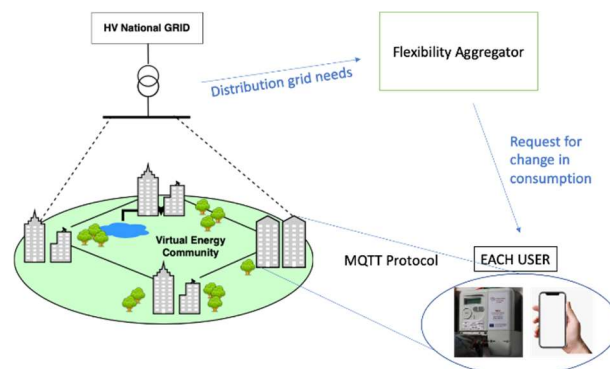 HV National GRID
Flexibility Aggregator
Distribution grid needs
Request for
change in
consumption
Virtual Energy
Community
MQTT Protocol
EACH USER